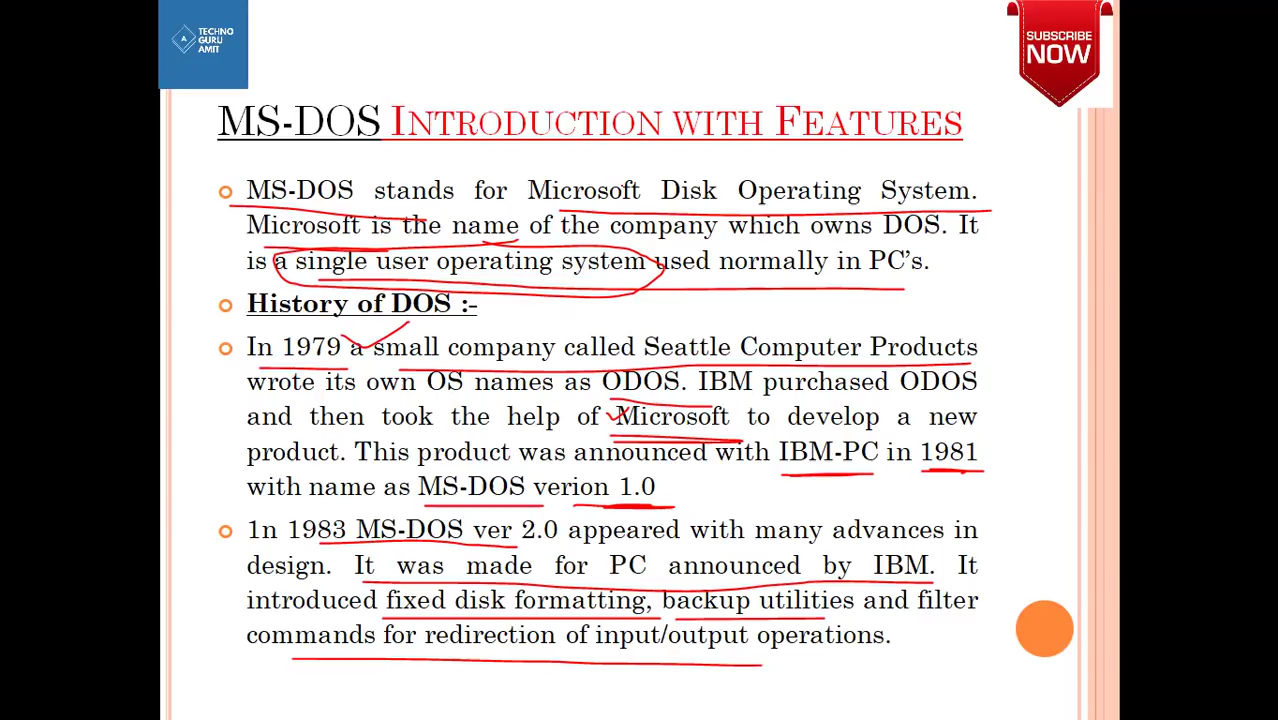 TECHNO
GURU
AMIT
A
SUBSCRIBE
NOW
MS-DOS INTRODUCTION WITH FEATURES
MS-DOS stands for Microsoft Disk Operating System.
Microsoft is the name of the company which owns DOS. It
is a single user operating system used normally in PC's.
History of DOS :-
In 1979 a small company called Seattle Computer Products
wrote its own OS names as ODOS. IBM purchased ODOS
and then took the help of Microsoft to develop a new
product. This product was announced with IBM-PC in 1981
with name as MS-DOS verion 1.0
1n 1983 MS-DOS ver 2.0 appeared with many advances in
design. It was made for PC announced by IBM. It
introduced fixed disk formatting, backup utilities and filter
commands for redirection of input/output operations.